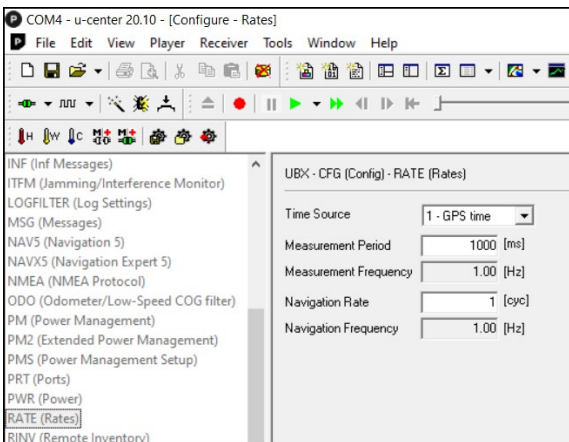 COM4 - u-center 20.10 - [Configure - Rates]
File Edit View Player Receiver Tools Window Help
H W C
INF (Inf Messages)
ITFM (Jamming/Interference Monitor)
LOGFILTER (Log Settings)
MSG (Messages)
NAV5 (Navigation 5)
NAVX5 (Navigation Expert 5)
NMEA (NMEA Protocol)
ODO (Odometer/Low-Speed COG filter)
PM (Power Management)
PM2 (Extended Power Management)
PMS (Power Management Setup)
PRT (Ports)
PWR (Power)
RATE (Rates)
RINV (Remote Inventory)
UBX - CFG (Config) - RATE (Rates)
Time Source 1 - GPS time
Measurement Period 1000 [ms]
Measurement Frequency 1.00 [Hz]
Navigation Rate 1 [cyc]
Navigation Frequency 1.00 [Hz]